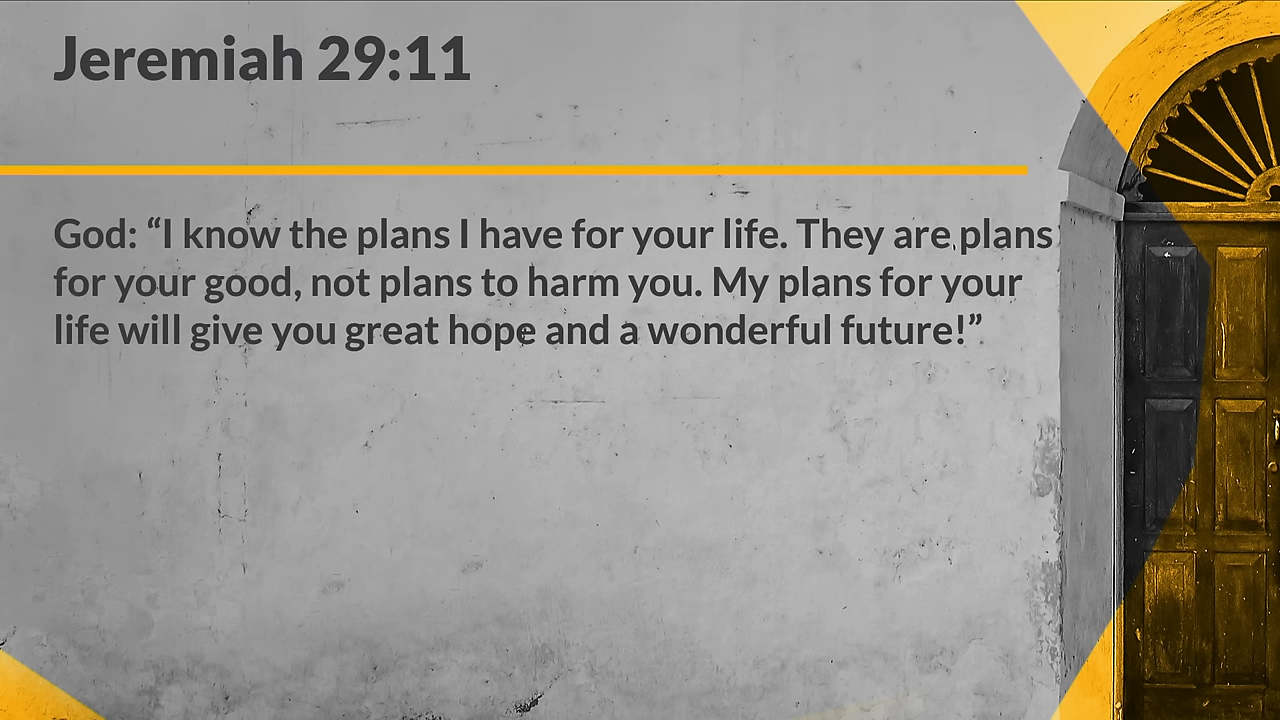 Jeremiah 29:11
God: “I know the plans I have for your life. They are plans
for your good, not plans to harm you. My plans for your
life will give you great hope and a wonderful future!”